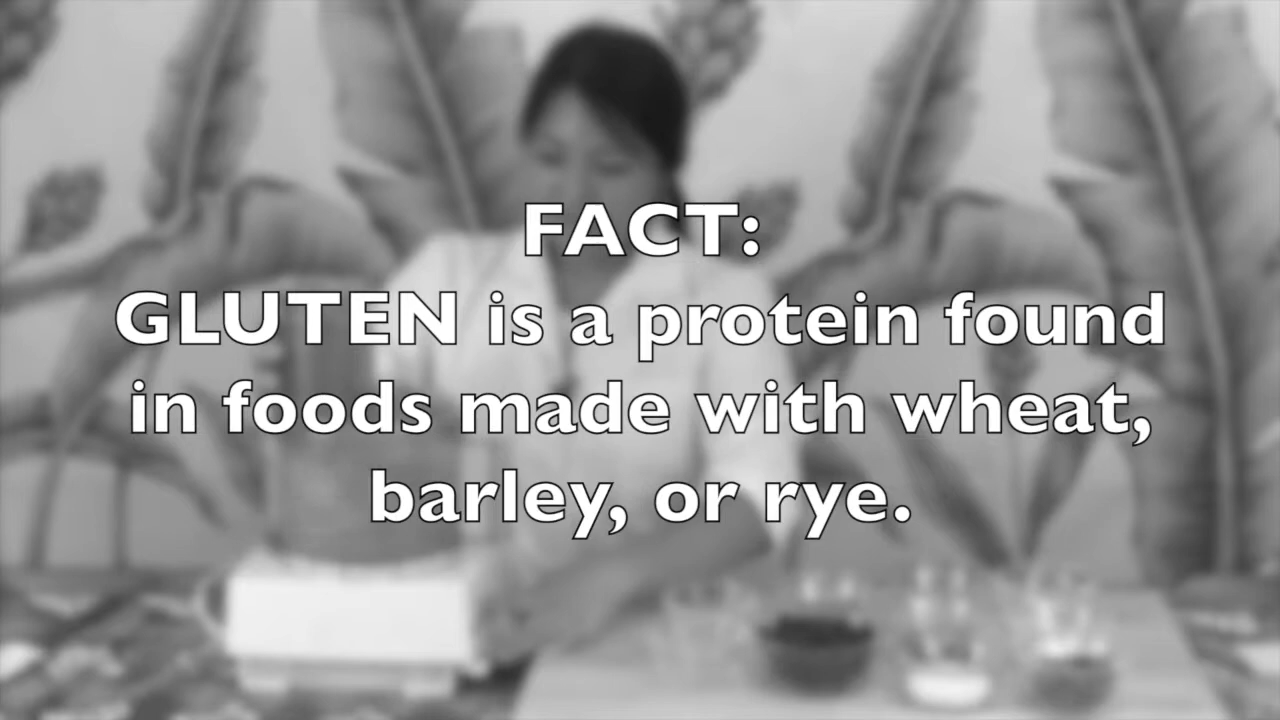 FACT:
GLUTEN is a protein found
in foods made with wheat,
barley, or rye.